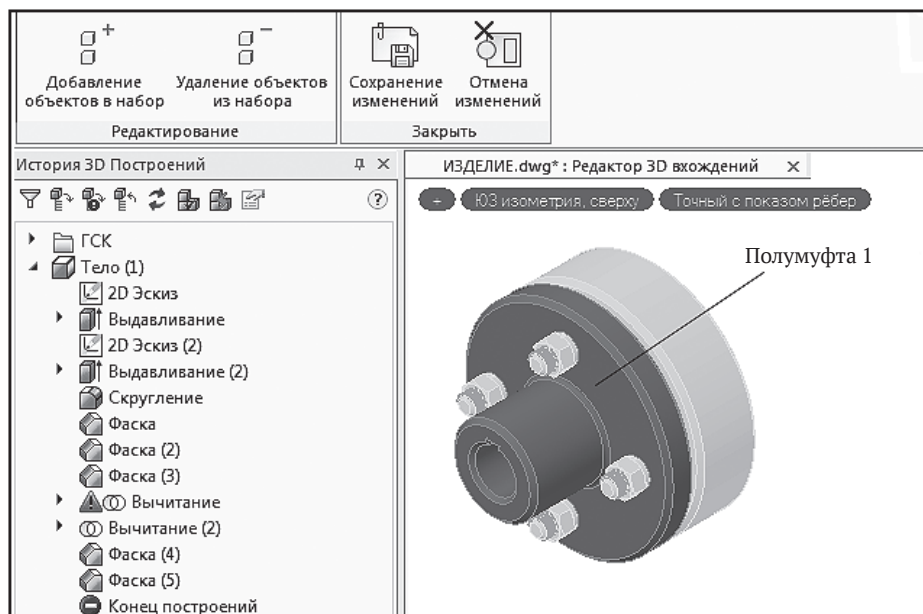 Добавление
объектов в набор
Удаление объектов
из набора
Сохранение
изменений
Отмена
изменений
Редактирование
Закрыть
История 3D Построений
ИЗДЕЛИЕ.dwg* : Редактор 3D вхождений
+
ЮЗ изометрия, сверху
Точный с показом рёбер
ГСК
Тело (1)
2D Эскиз
Выдавливание
2D Эскиз (2)
Выдавливание (2)
Скругление
Фаска
Фаска (2)
Фаска (3)
Вычитание
Вычитание (2)
Фаска (4)
Фаска (5)
Конец построений
Полумуфта 1